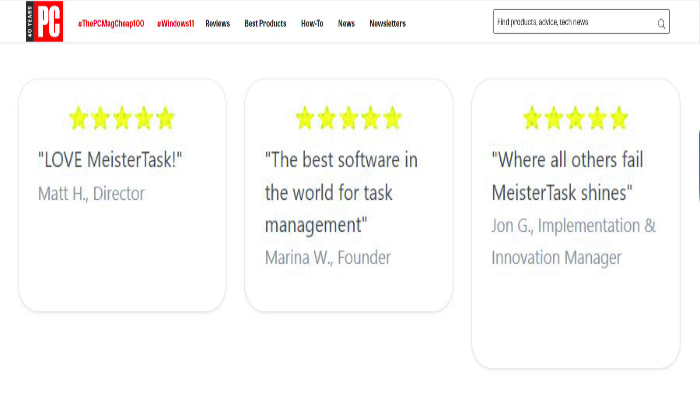 40 YEARS
PC
#ThePCMagCheap100 #Windows11 Reviews Best Products How-To News Newsletters
Find products, advice, tech news
"LOVE MeisterTask!"
Matt H., Director
"The best software in
the world for task
management"
Marina W., Founder
"Where all others fail
MeisterTask shines"
Jon G., Implementation &
Innovation Manager